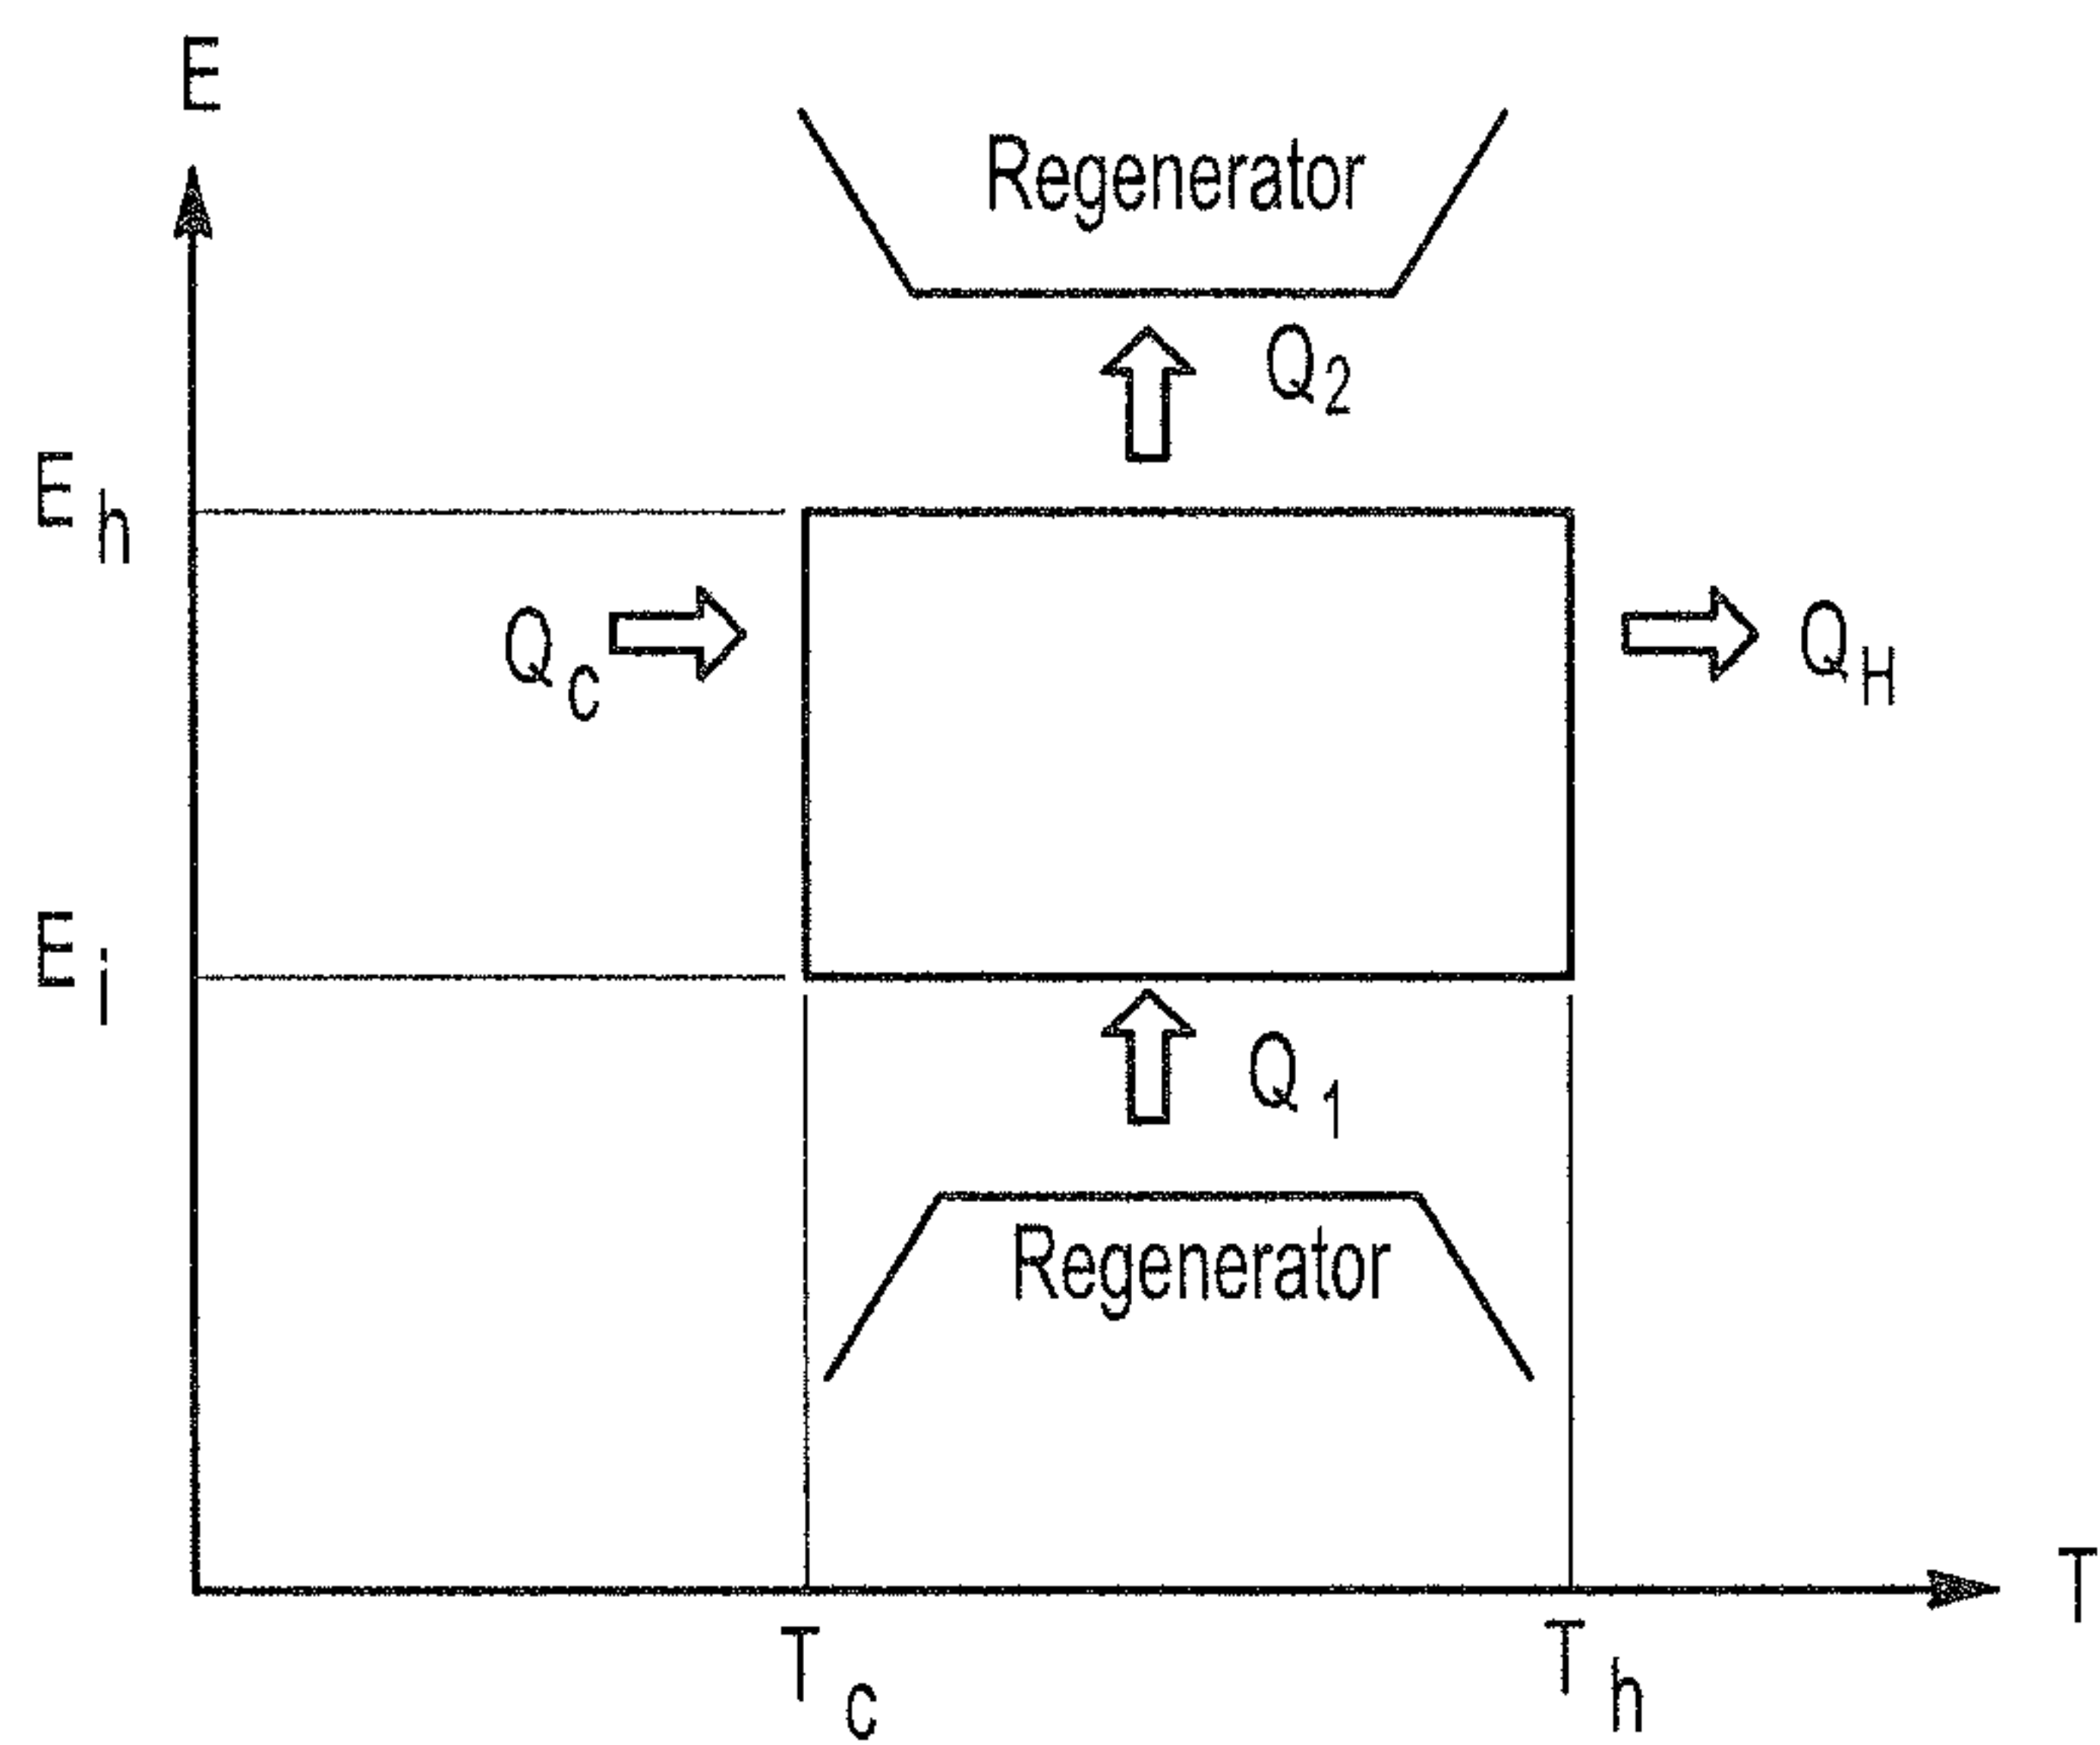 E
Regenerator
Q2
Eh
Qc
QH
Ei
Q1
Regenerator
T
Tc
Th